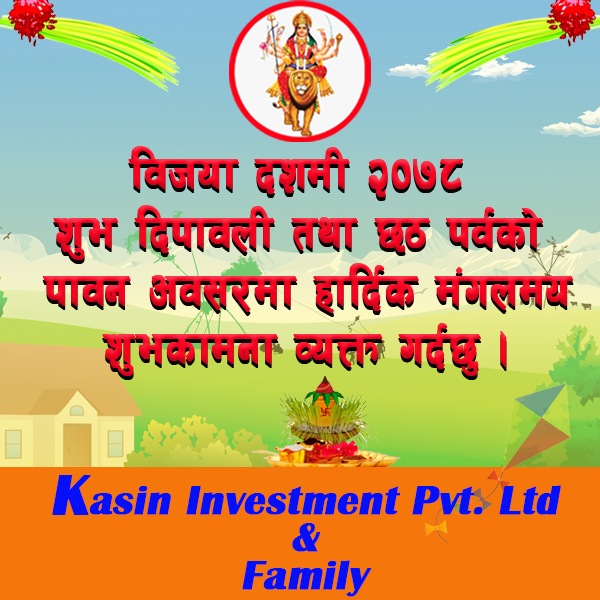 विजया दशमी २०७८
शुभ दिपावली तथा छठ पर्वको
पावन अवसरमा हार्दिक मंगलमय
शुभकामना व्यक्त गर्दछु ।
Kasin Investment Pvt. Ltd
&
Family